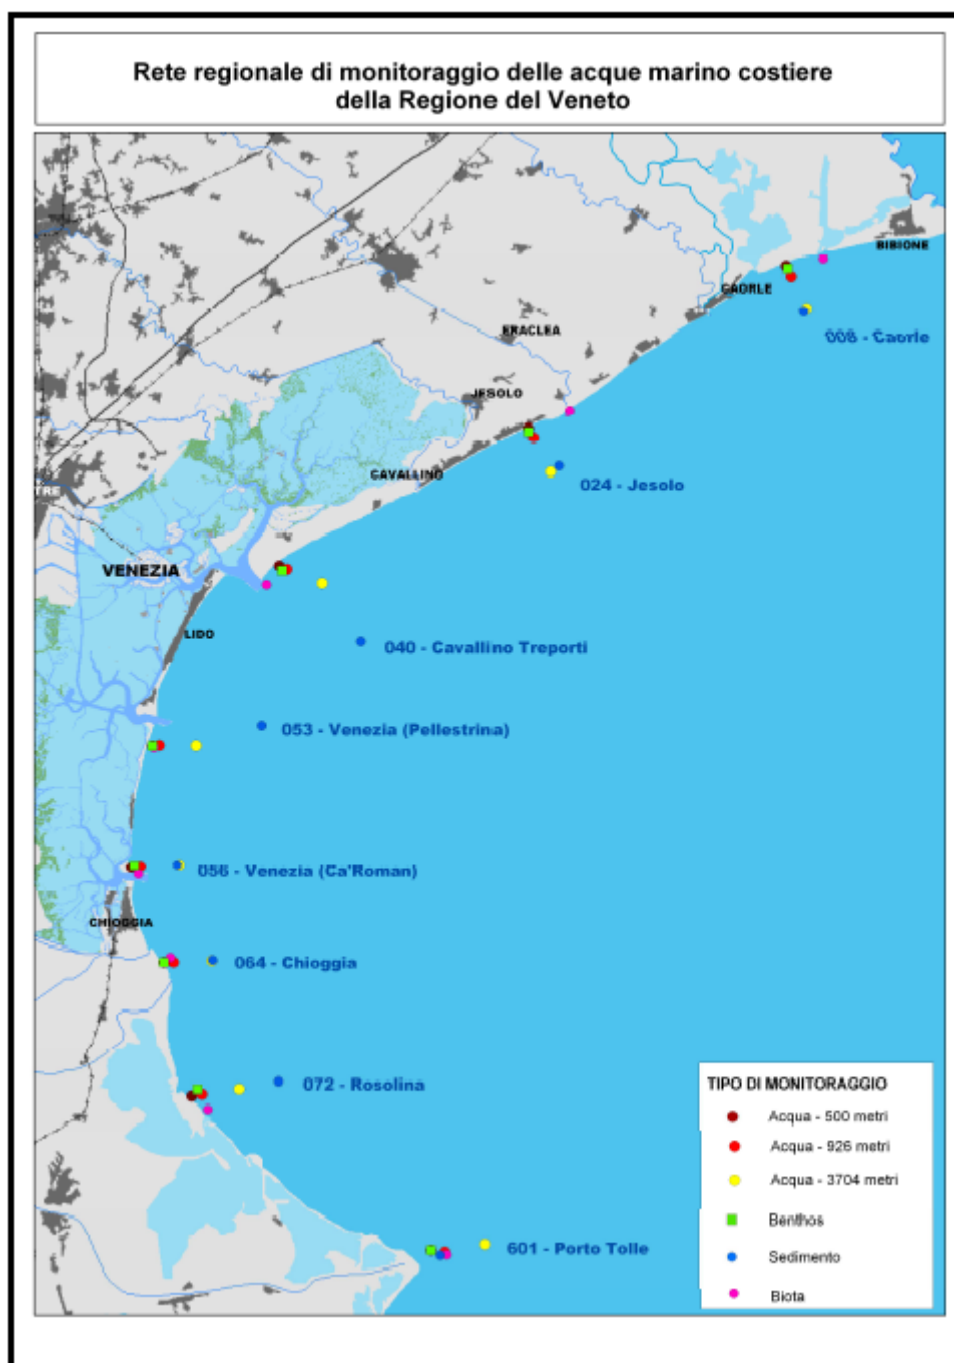 Rete regionale di monitoraggio delle acque marino costiere
della Regione del Veneto
BIBIONE
CAORLE
008 - Caorle
ERACLEA
JESOLO
CAVALLINO
024 - Jesolo
TRE
VENEZIA
LIDO
040 - Cavallino Treporti
053 - Venezia (Pellestrina)
056 - Venezia (Ca'Roman)
CHIOGGIA
064 - Chioggia
072 - Rosolina
601 - Porto Tolle
TIPO DI MONITORAGGIO
Acqua - 500 metri
Acqua - 926 metri
Acqua - 3704 metri
Benthos
Sedimento
Biota